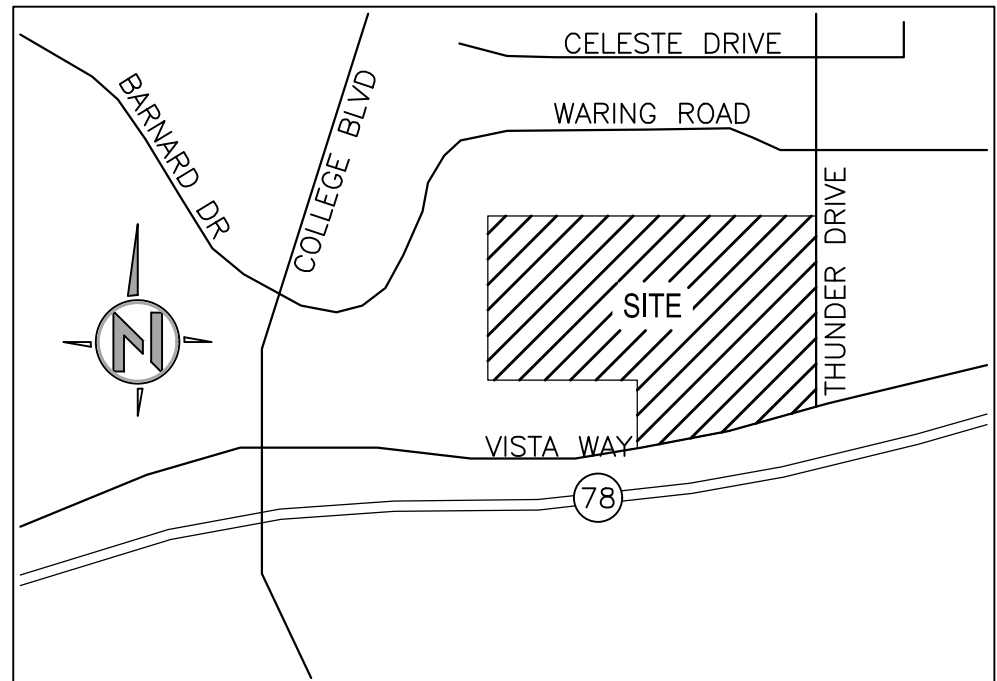 CELESTE DRIVE
BARNARD DR
COLLEGE BLVD
WARING ROAD
THUNDER DRIVE
SITE
N
VISTA WAY
78